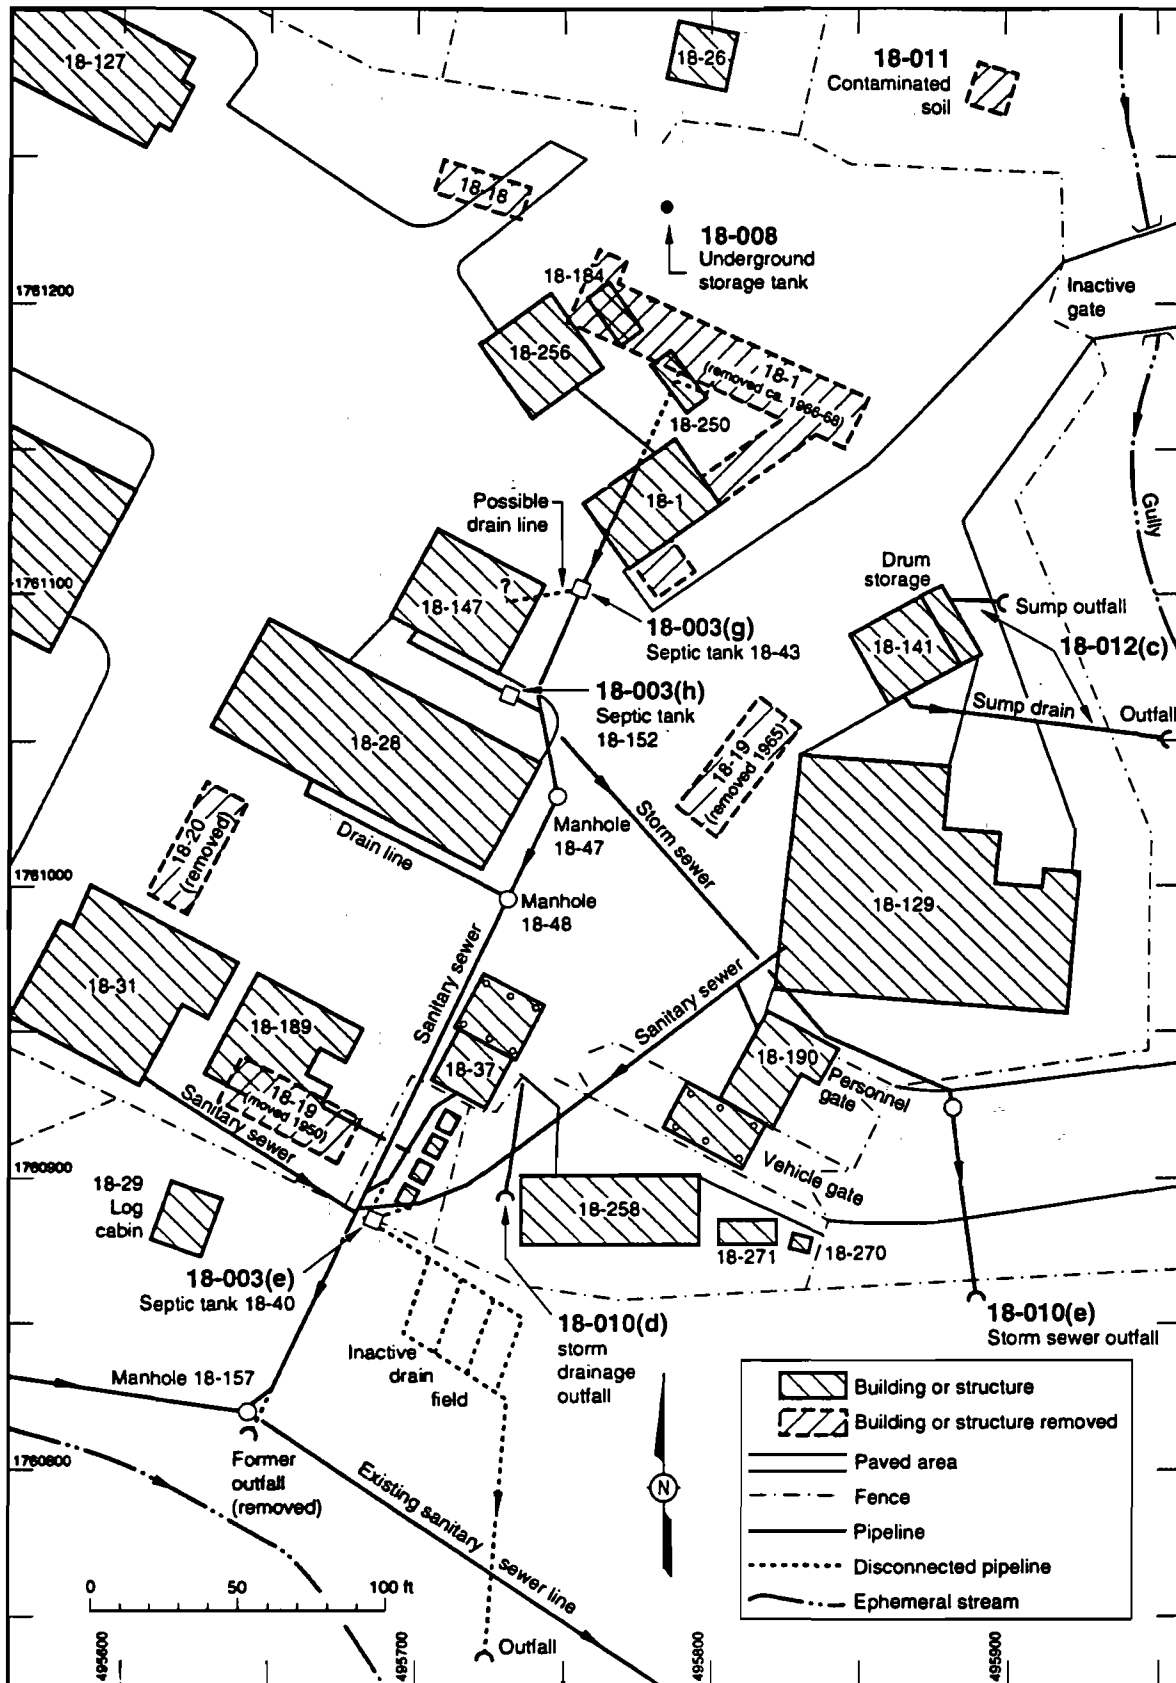 18-127
18-26
18-011
Contaminated
soil
18-18
18-008
Underground
storage tank
18-184
1761200
Inactive
gate
18-256
18-1
(removed ca. 1966-68)
18-250
18-1
Possible
drain line
Gully
Drum
storage
1761100
?
18-147
Sump outfall
18-003(g)
Septic tank 18-43
18-141
18-012(c)
18-003(h)
Septic tank
18-152
Sump drain
Outfall
18-28
18-19
(removed 1965)
18-20
(removed)
Drain line
Manhole
18-47
Storm sewer
1761000
Manhole
18-48
18-129
18-31
Sanitary sewer
Sanitary sewer
18-189
18-37
18-190
Personnel
gate
18-19
(moved 1950)
Sanitary sewer
1760900
Vehicle gate
18-29
Log
cabin
18-258
18-271
18-270
18-003(e)
Septic tank 18-40
18-010(d)
storm
drainage
outfall
18-010(e)
Storm sewer outfall
Inactive
drain
field
Manhole 18-157
Building or structure
Building or structure removed
Paved area
Fence
Pipeline
Disconnected pipeline
Ephemeral stream
1760800
Former
outfall
(removed)
Existing sanitary sewer line
N
0 50 100 ft
Outfall
495600
495700
495800
495900